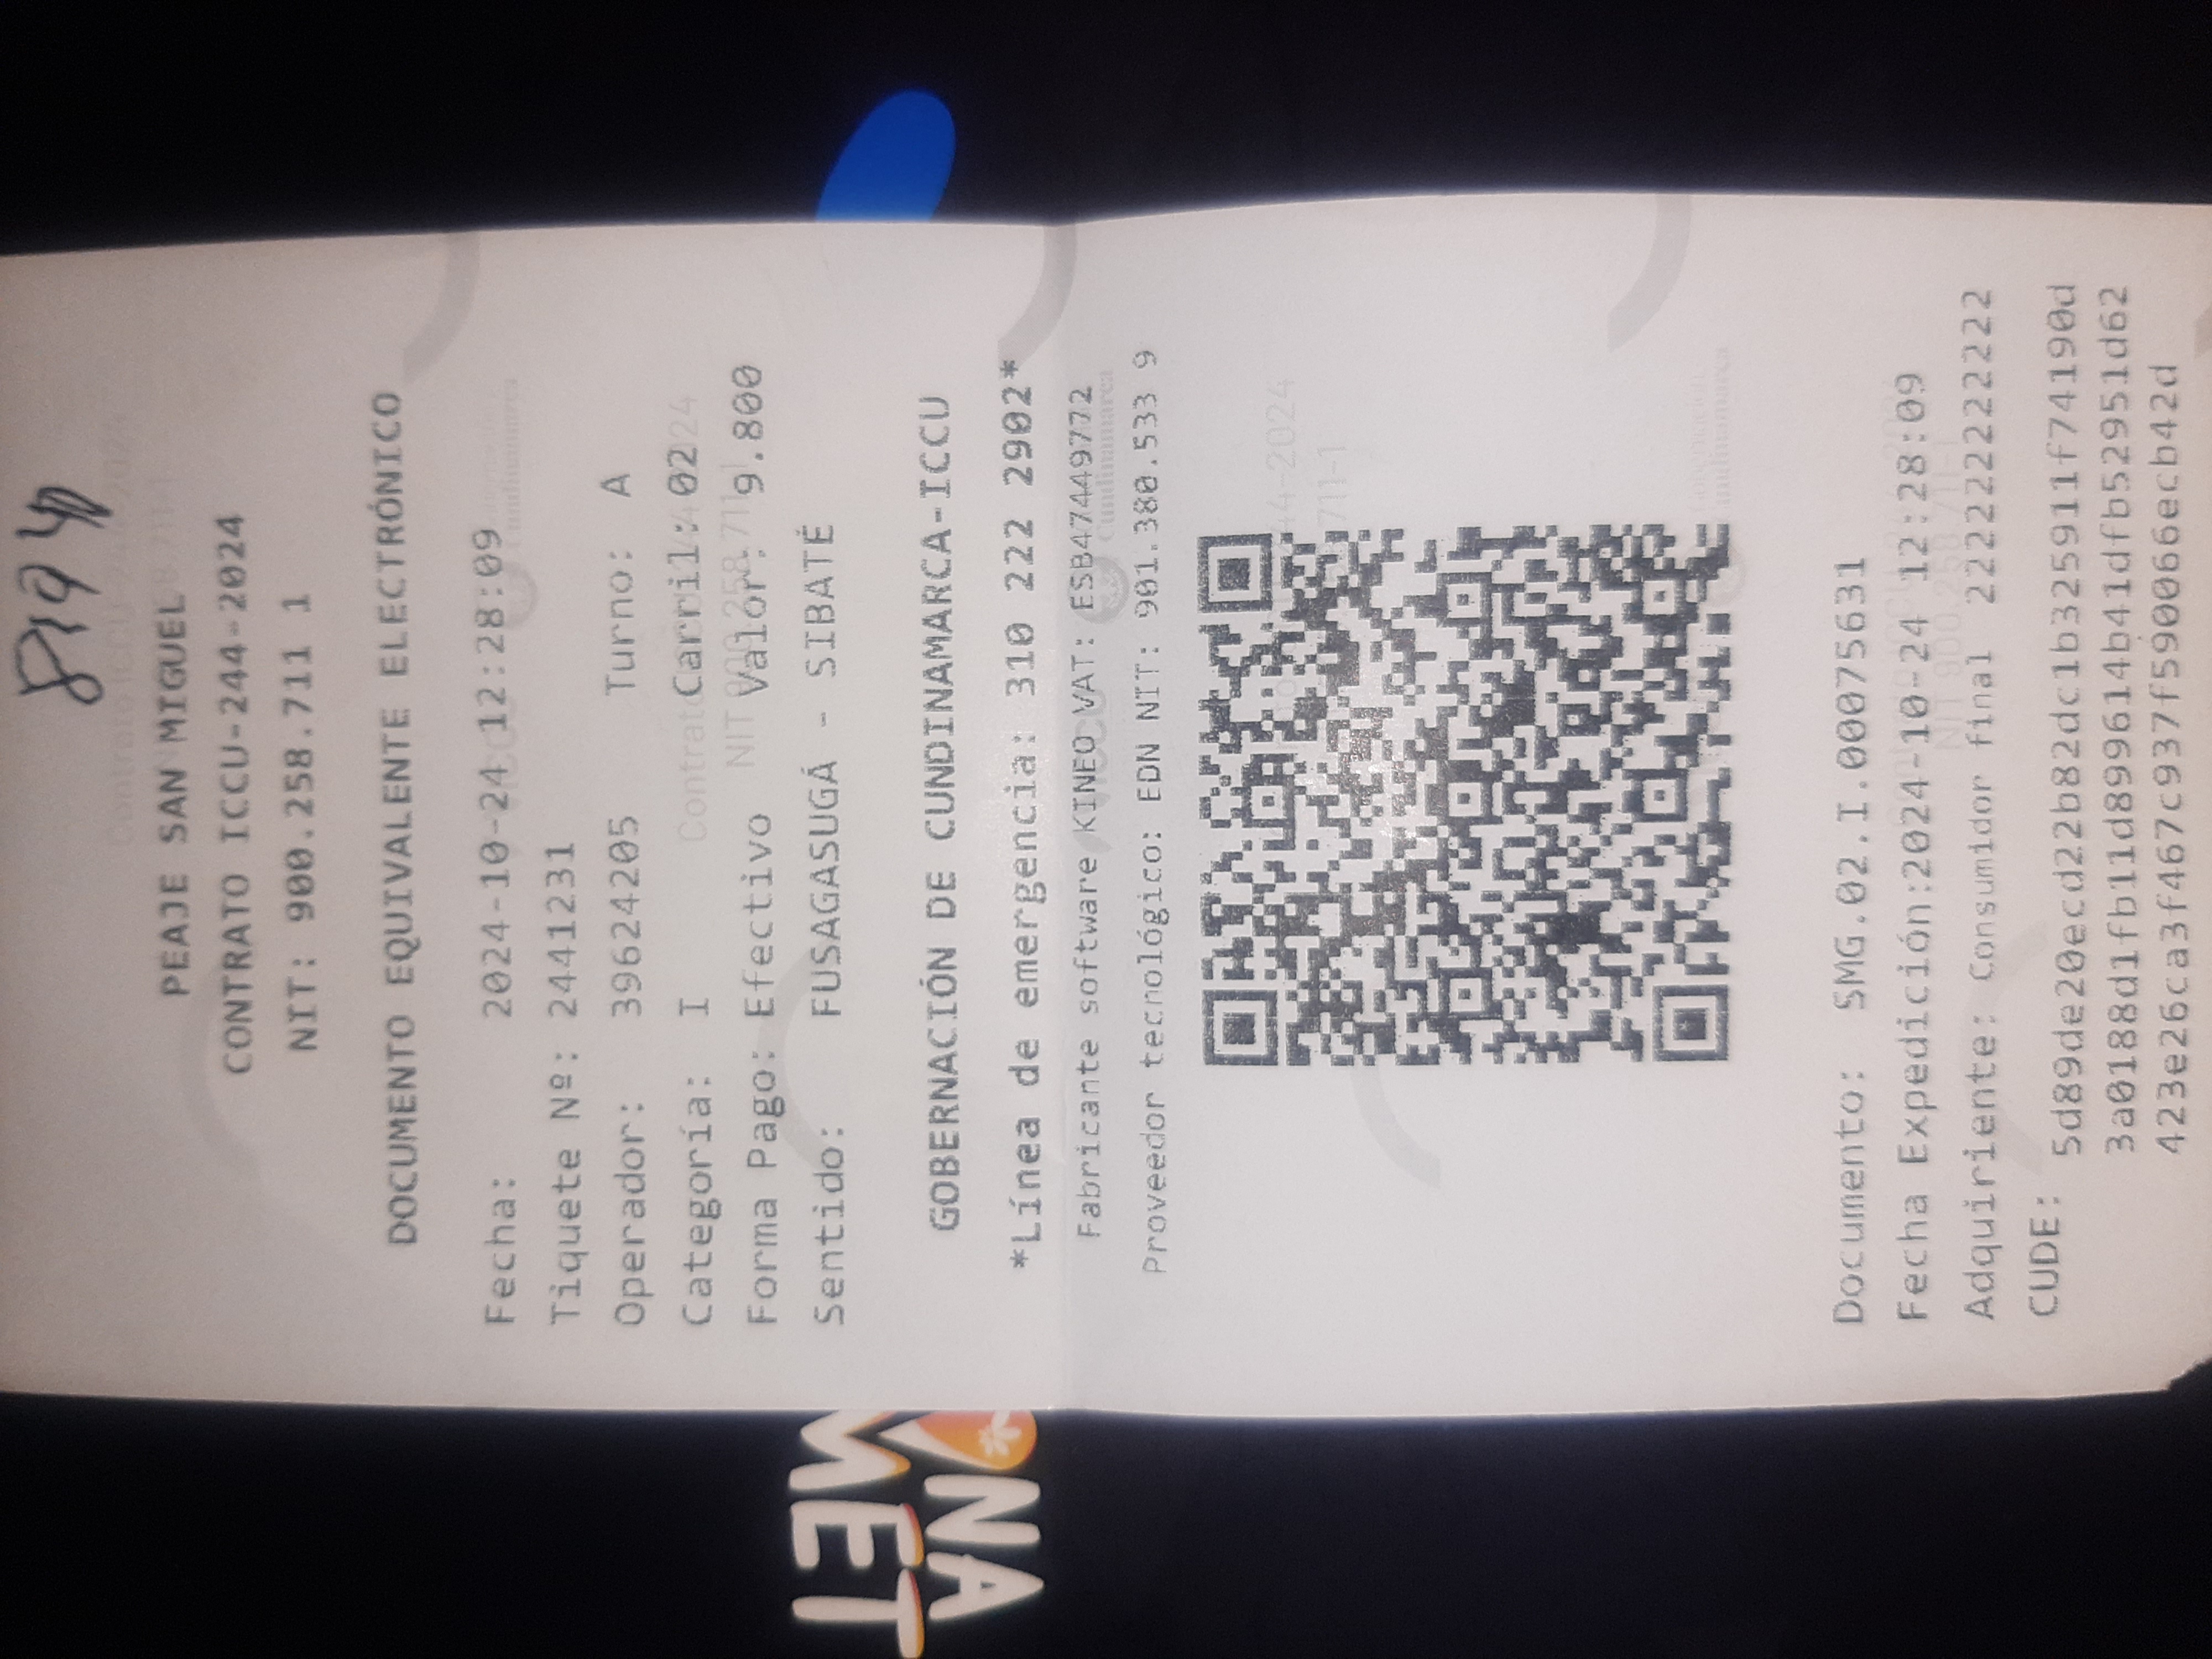 PEAJE SAN MIGUEL
CONTRATO ICCU-244-2024
NIT: 900.258.711 1
DOCUMENTO EQUIVALENTE ELECTRÓNICO
Fecha: 2024-10-24 12:28:09
Tiquete Nº: 2441231
Operador: 39624205 Turno: A
Categoría: I Carril: 02
Forma Pago: Efectivo Valor: 9.800
Sentido: FUSAGASUGÁ - SIBATÉ
GOBERNACIÓN DE CUNDINAMARCA-ICCU
*Línea de emergencia: 310 222 2902*
Fabricante software KINEO VAT: ESB47449772
Proveedor tecnológico: EDN NIT: 901.380.533 9
Documento: SMG.02.I.00075631
Fecha Expedición:2024-10-24 12:28:09
Adquiriente: Consumidor final 222222222222
CUDE:
5d89de20ecd22b82dc1b325911f74190d
3a0188d1fb11d899614b41dfb52951d62
423e26ca3f467c937f590066ecb42d
NA
MET